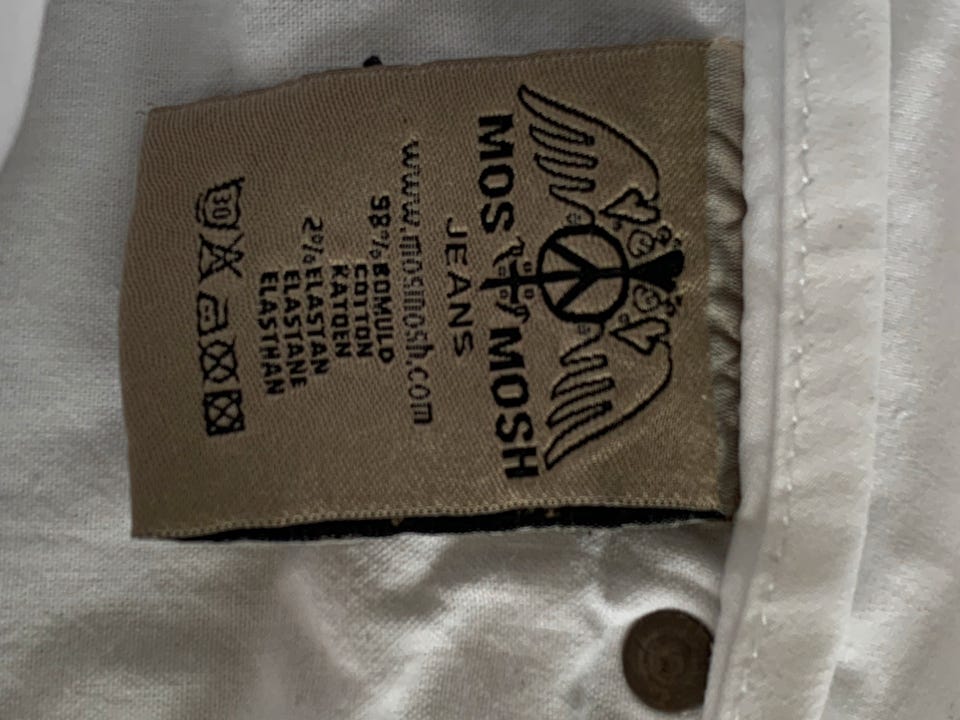 MOS MOSH
JEANS
www.mosmosh.com
98% BOMULD
COTTON
KATOEN
2% ELASTAN
ELASTANE
ELASTHAN
30